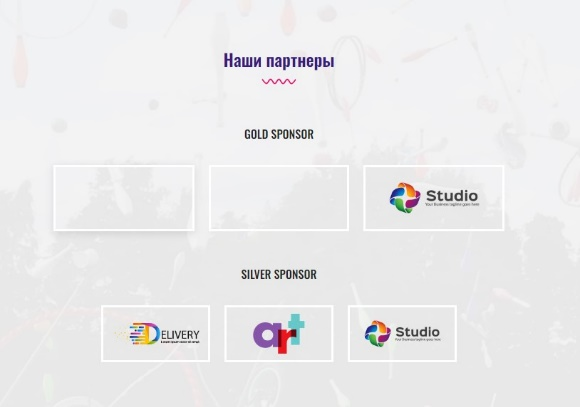 Наши партнеры
GOLD SPONSOR
Studio
SILVER SPONSOR
DELIVERY
art
Studio